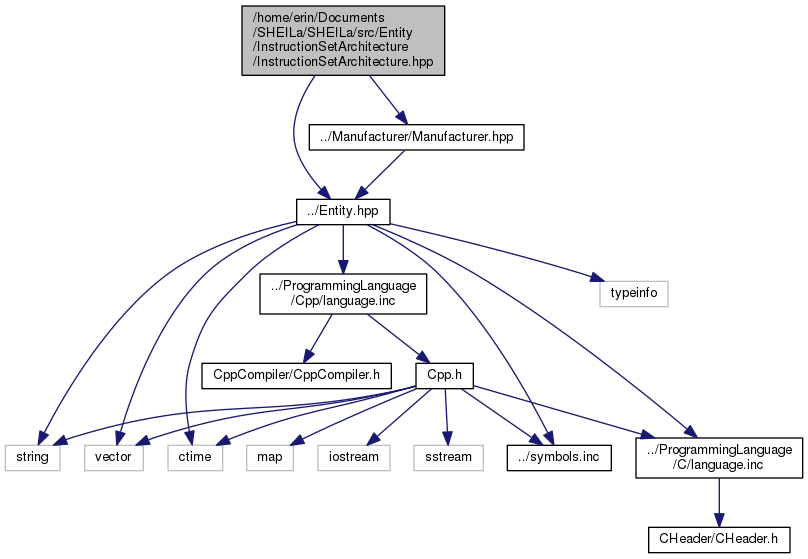 /home/erin/Documents
/SHEILa/SHEILa/src/Entity
/InstructionSetArchitecture
/InstructionSetArchitecture.hpp
../Manufacturer/Manufacturer.hpp
../Entity.hpp
../ProgrammingLanguage
/Cpp/language.inc
typeinfo
CppCompiler/CppCompiler.h
Cpp.h
string
vector
ctime
map
iostream
sstream
../symbols.inc
../ProgrammingLanguage
/C/language.inc
CHeader/CHeader.h